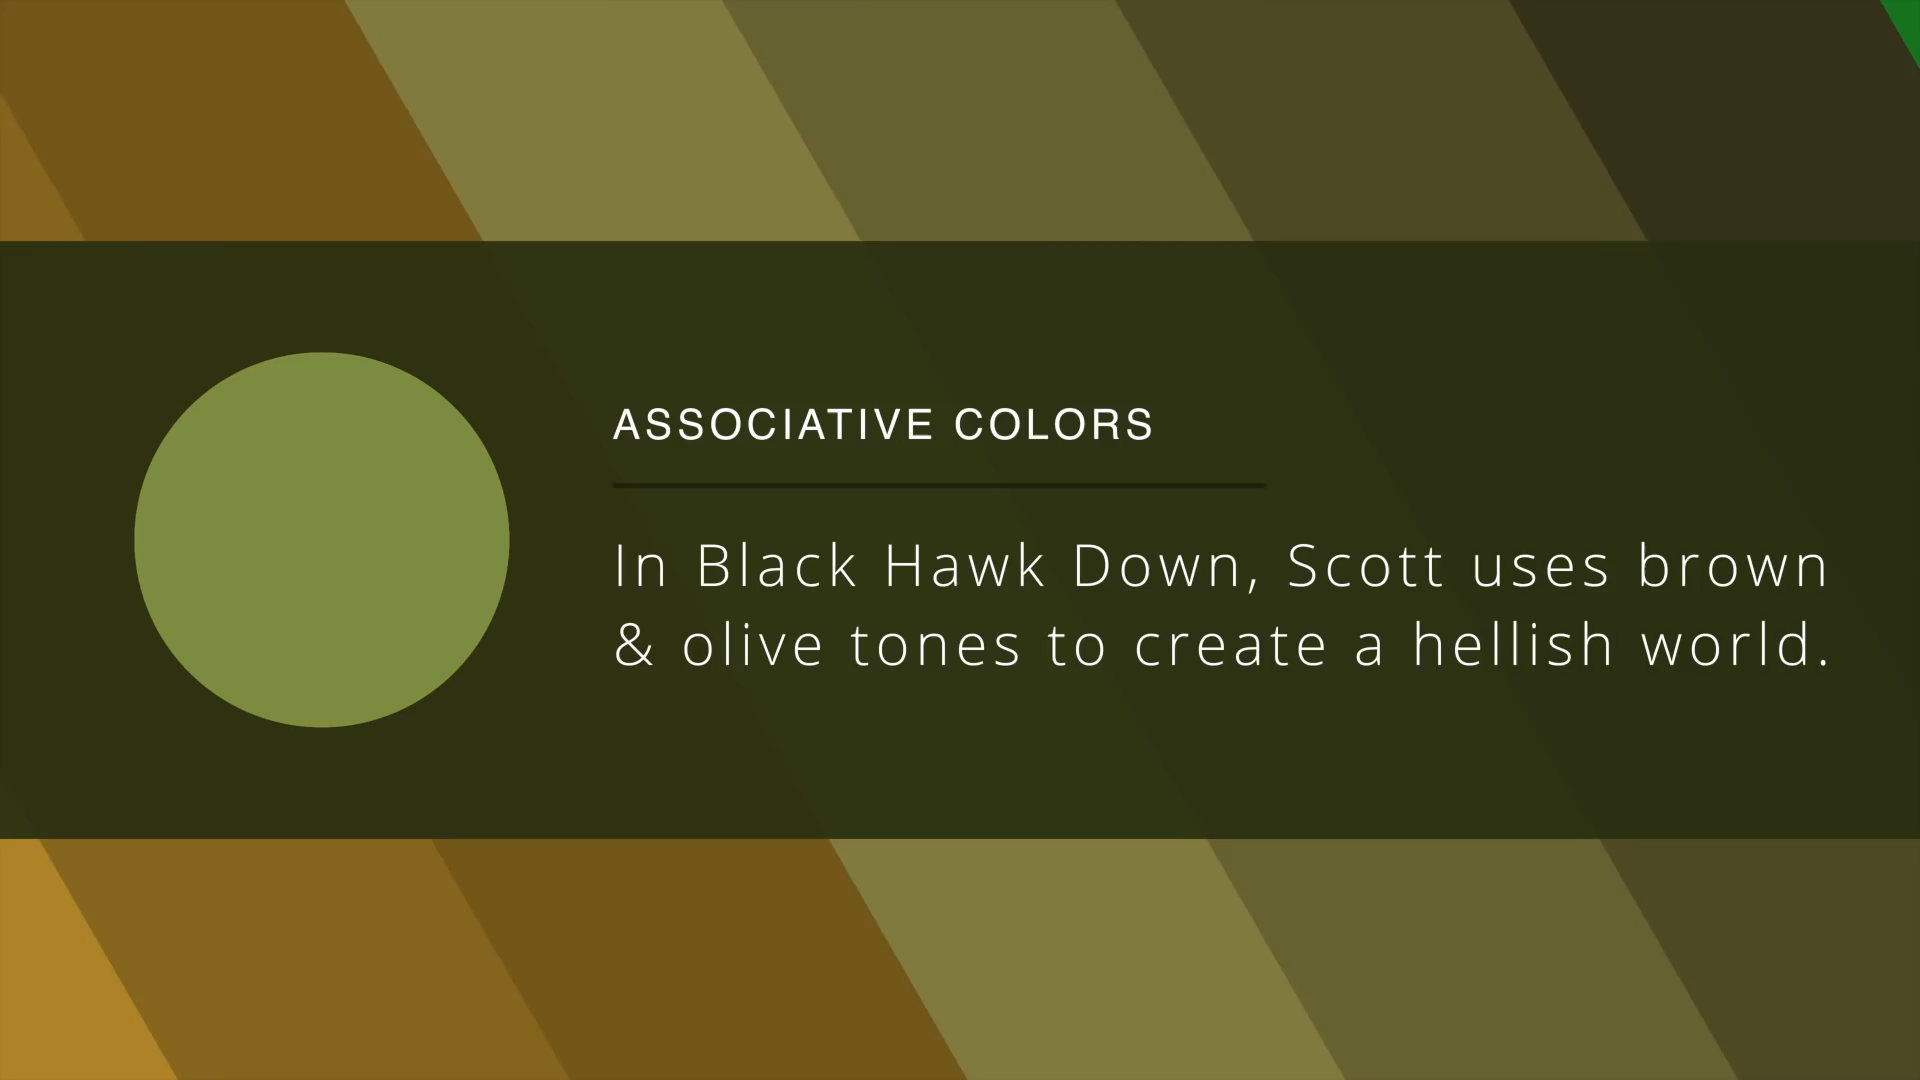 ASSOCIATIVE COLORS
In Black Hawk Down, Scott uses brown
& olive tones to create a hellish world.